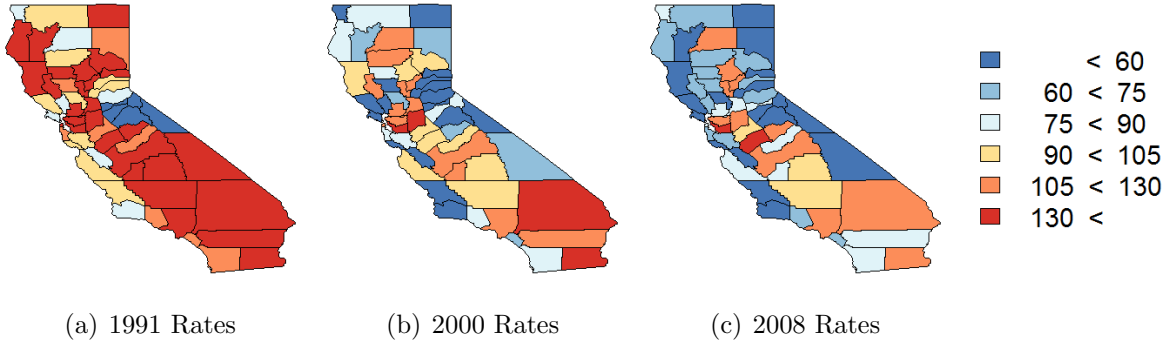 < 60
60 < 75
75 < 90
90 < 105
105 < 130
130 <
(a) 1991 Rates
(b) 2000 Rates
(c) 2008 Rates